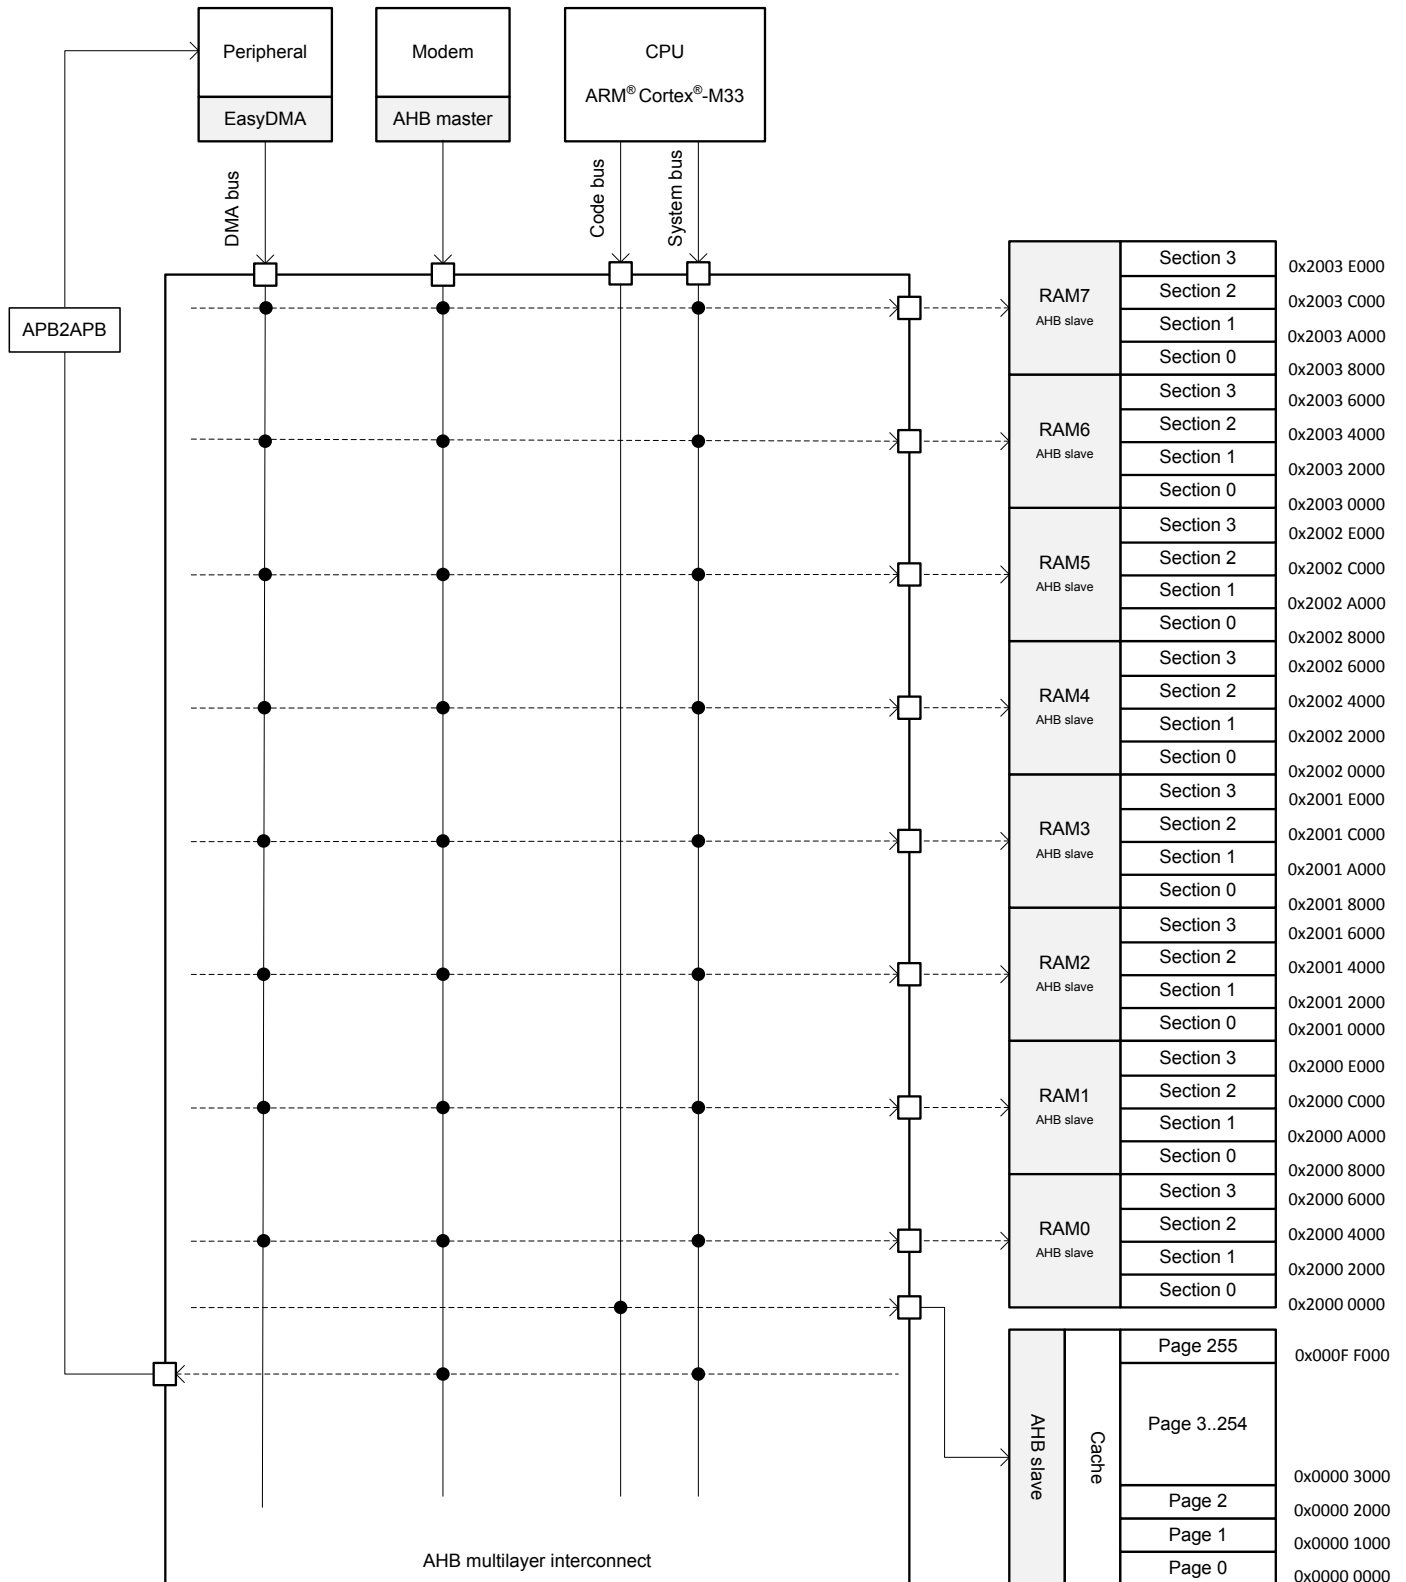 Peripheral
EasyDMA
Modem
AHB master
CPU
ARM® Cortex®-M33
DMA bus
Code bus
System bus
APB2APB
RAM7
AHB slave
Section 3
0x2003 E000
Section 2
0x2003 C000
Section 1
0x2003 A000
Section 0
0x2003 8000
RAM6
AHB slave
Section 3
0x2003 6000
Section 2
0x2003 4000
Section 1
0x2003 2000
Section 0
0x2003 0000
RAM5
AHB slave
Section 3
0x2002 E000
Section 2
0x2002 C000
Section 1
0x2002 A000
Section 0
0x2002 8000
RAM4
AHB slave
Section 3
0x2002 6000
Section 2
0x2002 4000
Section 1
0x2002 2000
Section 0
0x2002 0000
RAM3
AHB slave
Section 3
0x2001 E000
Section 2
0x2001 C000
Section 1
0x2001 A000
Section 0
0x2001 8000
RAM2
AHB slave
Section 3
0x2001 6000
Section 2
0x2001 4000
Section 1
0x2001 2000
Section 0
0x2001 0000
RAM1
AHB slave
Section 3
0x2000 E000
Section 2
0x2000 C000
Section 1
0x2000 A000
Section 0
0x2000 8000
RAM0
AHB slave
Section 3
0x2000 6000
Section 2
0x2000 4000
Section 1
0x2000 2000
Section 0
0x2000 0000
AHB slave
Cache
Page 255
0x000F F000
Page 3..254
0x0000 3000
Page 2
0x0000 2000
Page 1
0x0000 1000
Page 0
0x0000 0000
AHB multilayer interconnect